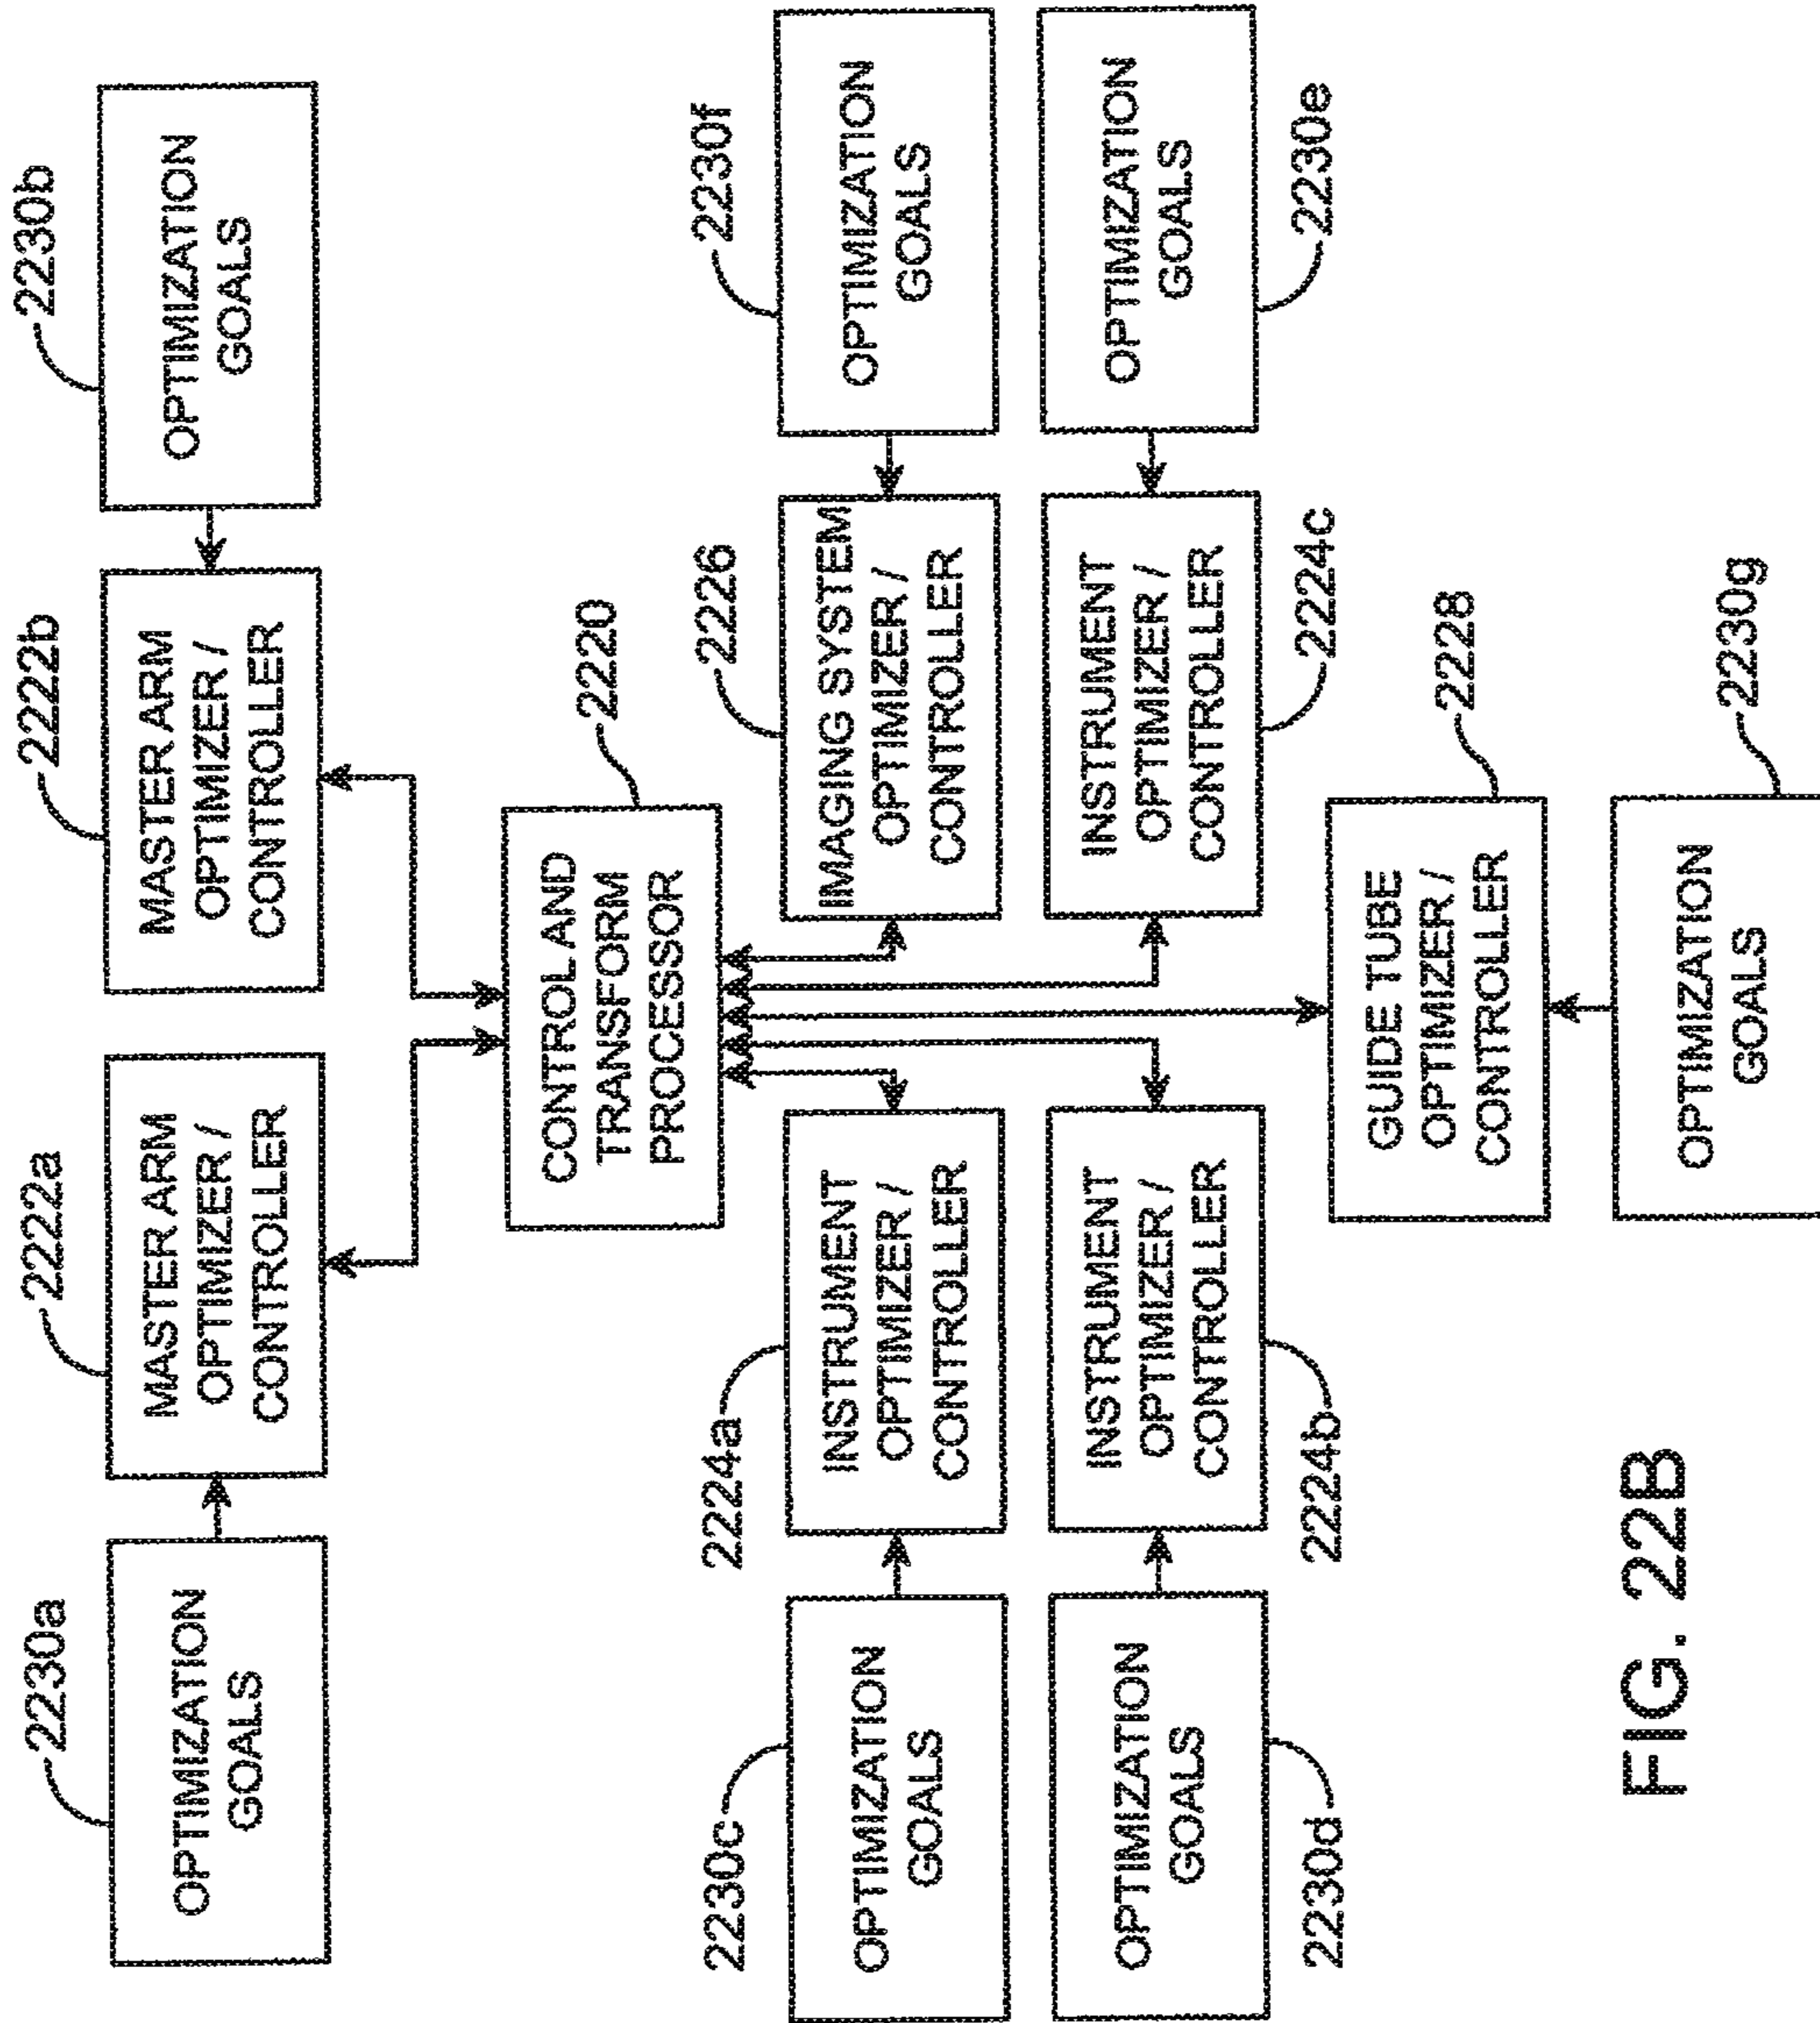 2230a
OPTIMIZATION
GOALS
2222a
MASTER ARM
OPTIMIZER /
CONTROLLER
2222b
MASTER ARM
OPTIMIZER /
CONTROLLER
2230b
OPTIMIZATION
GOALS
2220
CONTROL AND
TRANSFORM
PROCESSOR
2230c
OPTIMIZATION
GOALS
2224a
INSTRUMENT
OPTIMIZER /
CONTROLLER
2226
IMAGING SYSTEM
OPTIMIZER /
CONTROLLER
2230f
OPTIMIZATION
GOALS
OPTIMIZATION
GOALS
2230d
INSTRUMENT
OPTIMIZER /
CONTROLLER
2224b
INSTRUMENT
OPTIMIZER /
CONTROLLER
2224c
OPTIMIZATION
GOALS
2230e
GUIDE TUBE
OPTIMIZER /
CONTROLLER
2228
OPTIMIZATION
GOALS
2230g
FIG. 22B